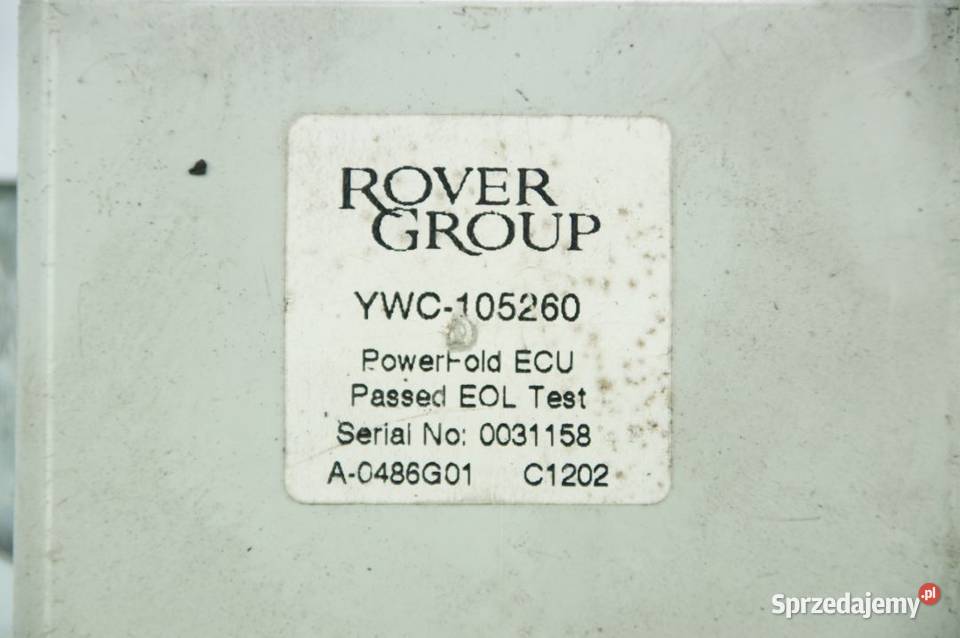 ROVER
GROUP
YWC-105260
PowerFold ECU
Passed EOL Test
Serial No: 0031158
A-0486G01 C1202
Sprzedajemy.pl